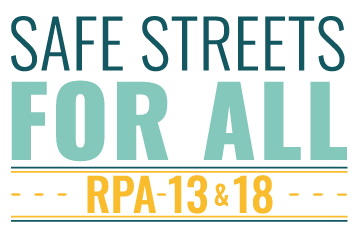 SAFE STREETS
FOR ALL
RPA-13 & 18